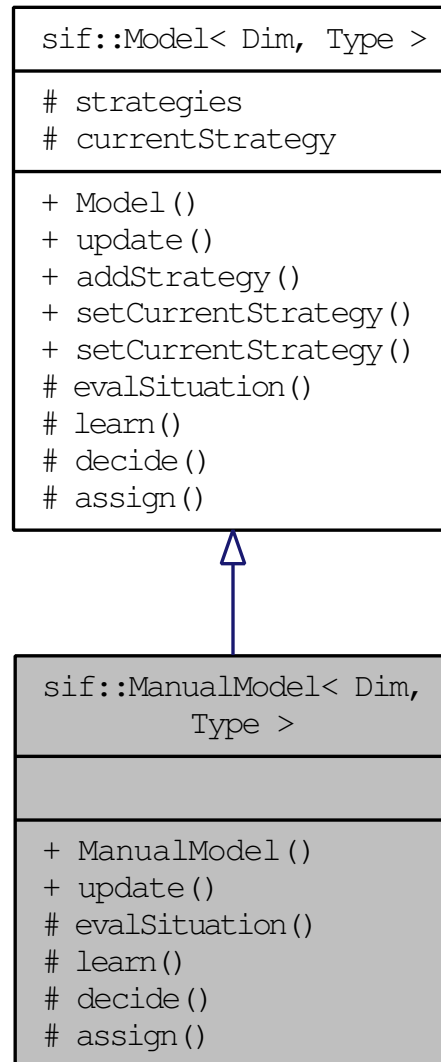 sif::Model< Dim, Type >
# strategies
# currentStrategy
+ Model()
+ update()
+ addStrategy()
+ setCurrentStrategy()
+ setCurrentStrategy()
# evalSituation()
# learn()
# decide()
# assign()
sif::ManualModel< Dim,
Type >
+ ManualModel()
+ update()
# evalSituation()
# learn()
# decide()
# assign()